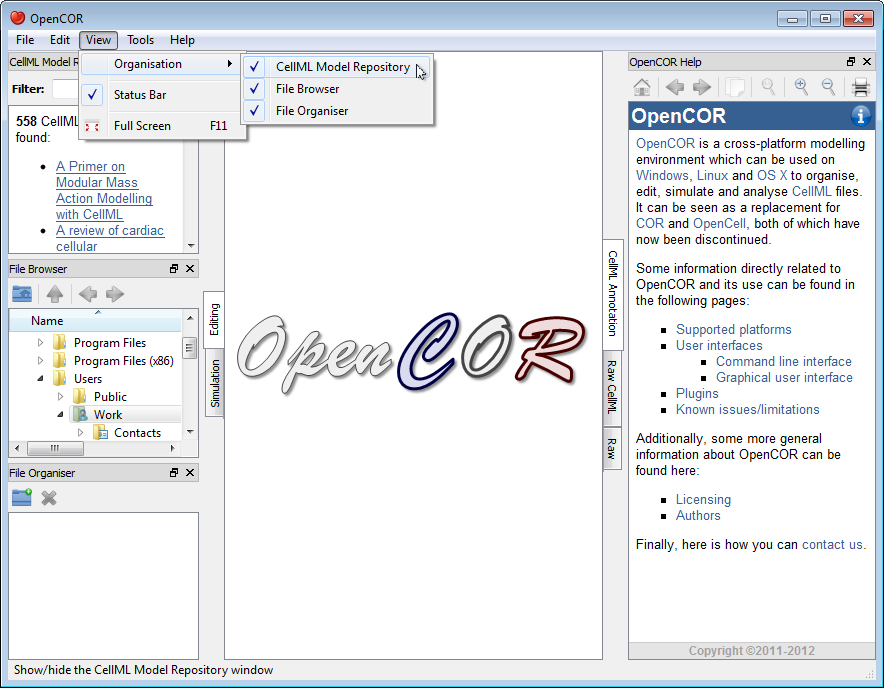 OpenCOR
File Edit View Tools Help
Organisation
Status Bar
Full Screen F11
CellML Model Repository
File Browser
File Organiser
CellML Model R
Filter:
558 CellML
found:
A Primer on
Modular Mass
Action Modelling
with CellML
A review of cardiac
cellular
File Browser
Name
Program Files
Program Files (x86)
Users
Public
Work
Contacts
File Organiser
Editing
Simulation
OpenCOR
CellML Annotation
Raw CellML
Raw
OpenCOR Help
OpenCOR
OpenCOR is a cross-platform modelling
environment which can be used on
Windows, Linux and OS X to organise,
edit, simulate and analyse CellML files.
It can be seen as a replacement for
COR and OpenCell, both of which have
now been discontinued.
Some information directly related to
OpenCOR and its use can be found in
the following pages:
Supported platforms
User interfaces
Command line interface
Graphical user interface
Plugins
Known issues/limitations
Additionally, some more general
information about OpenCOR can be
found here:
Licensing
Authors
Finally, here is how you can contact us.
Copyright ©2011-2012
Show/hide the CellML Model Repository window